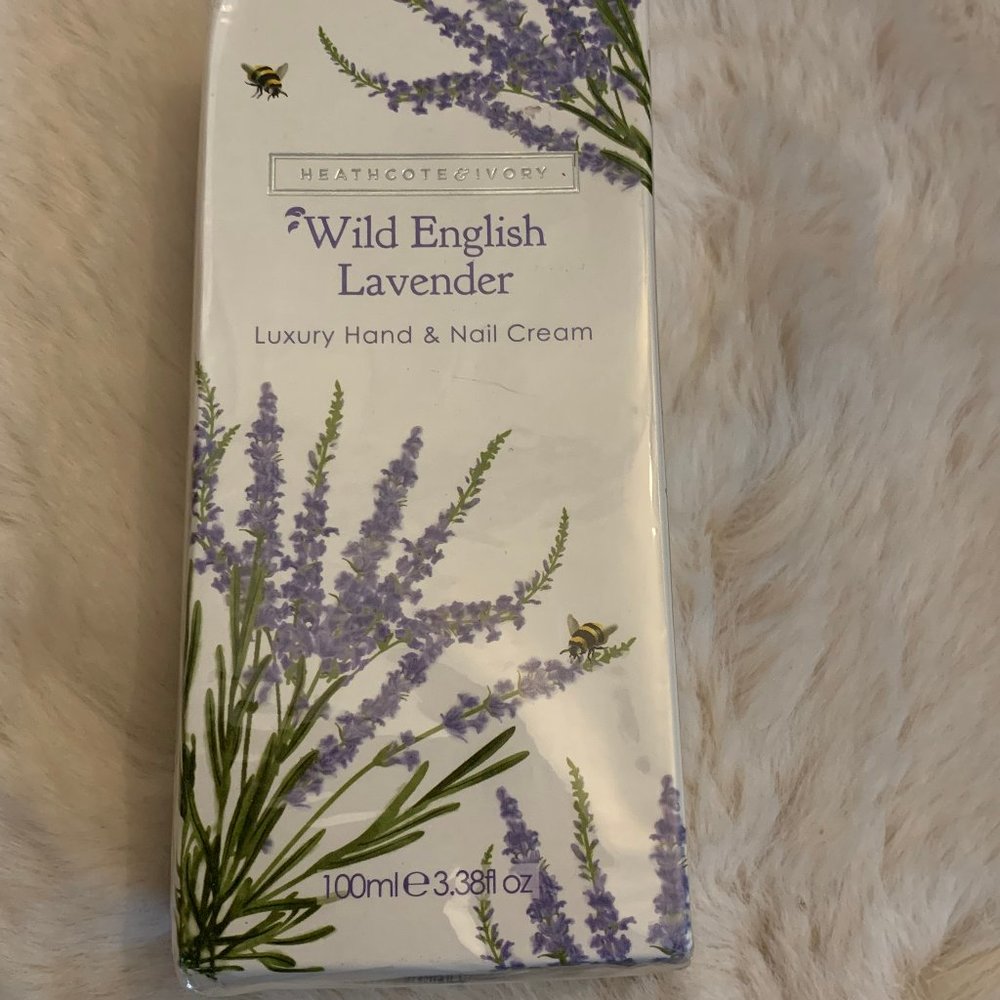 HEATHCOTE & IVORY
Wild English
Lavender
Luxury Hand & Nail Cream
100ml ℮ 3.38fl oz